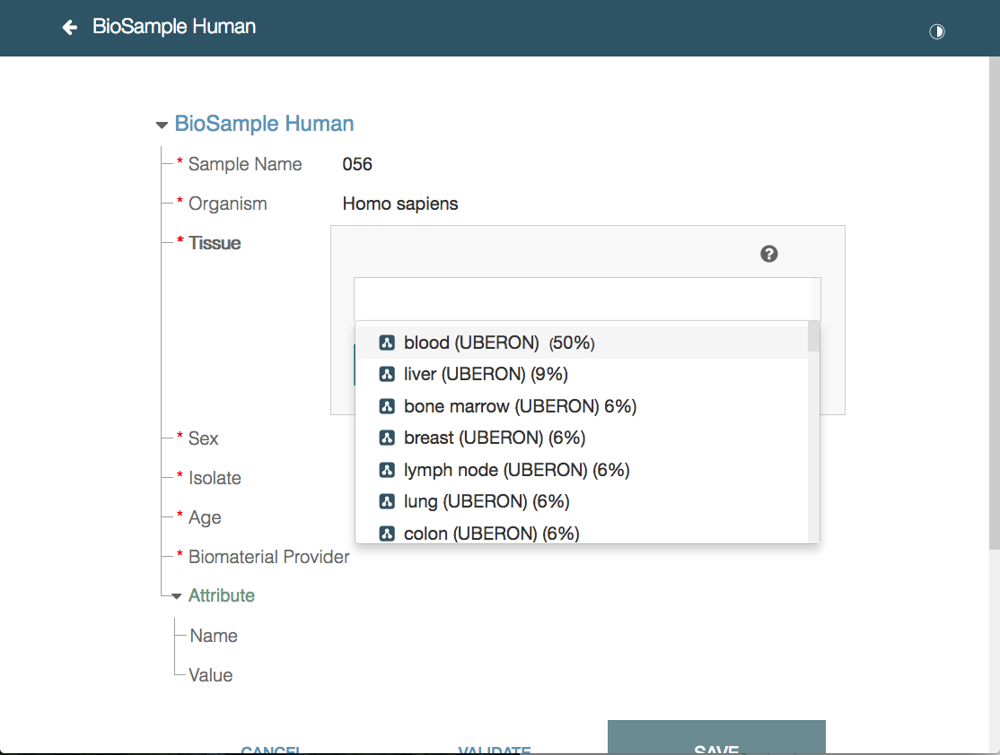 BioSample Human
BioSample Human
* Sample Name 056
* Organism Homo sapiens
* Tissue
?
blood (UBERON) (50%)
liver (UBERON) (9%)
bone marrow (UBERON) 6%)
breast (UBERON) (6%)
lymph node (UBERON) (6%)
lung (UBERON) (6%)
colon (UBERON) (6%)
* Sex
* Isolate
* Age
* Biomaterial Provider
Attribute
Name
Value
CANCEL VALIDATE SAVE